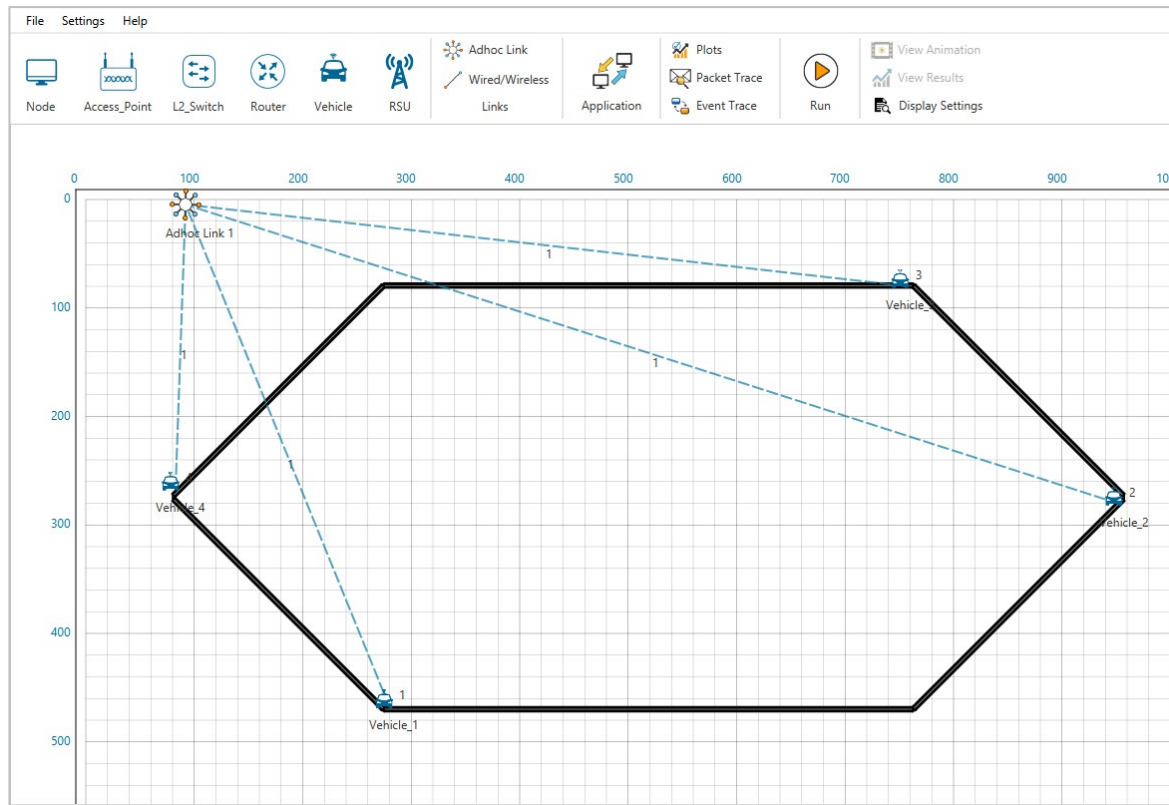 File Settings Help
Adhoc Link
Wired/Wireless
Links
Plots
Packet Trace
Event Trace
View Animation
View Results
Display Settings
Node Access_Point L2_Switch Router Vehicle RSU Application Run
0 100 200 300 400 500 600 700 800 900
0
Adhoc Link 1
1
3
Vehicle_
100
1
1
200
1
Vehicle_4
2
Vehicle_2
300
400
1
Vehicle_1
500